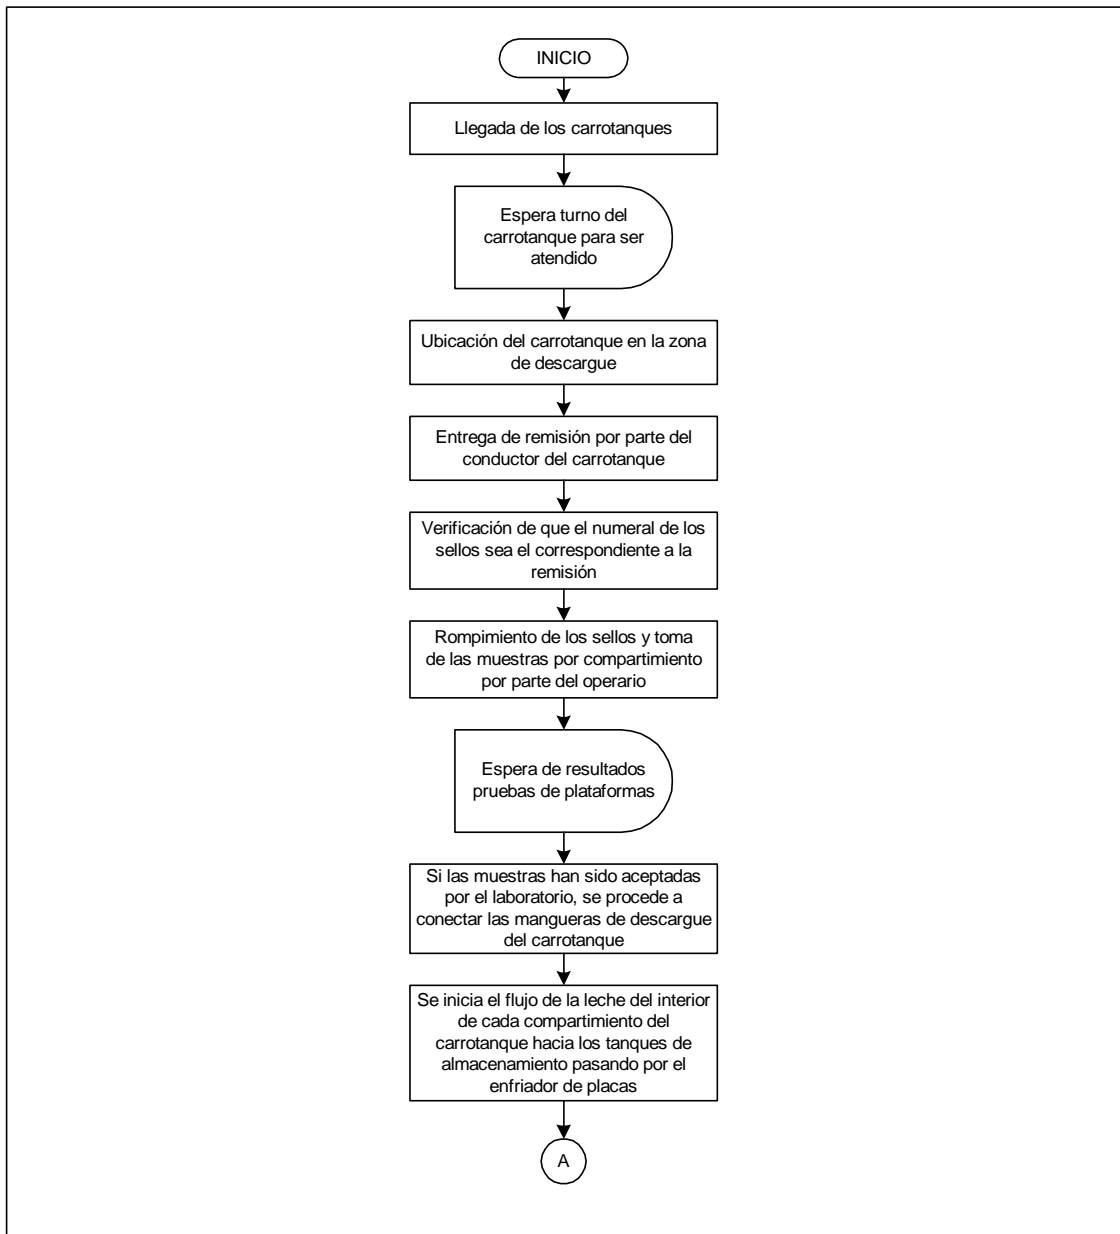 INICIO
Llegada de los carrotanques
Espera turno del
carrotanque para ser
atendido
Ubicación del carrotanque en la zona
de descargue
Entrega de remisión por parte del
conductor del carrotanque
Verificación de que el numeral de los
sellos sea el correspondiente a la
remisión
Rompimiento de los sellos y toma
de las muestras por compartimiento
por parte del operario
Espera de resultados
pruebas de plataformas
Si las muestras han sido aceptadas
por el laboratorio, se procede a
conectar las mangueras de descargue
del carrotanque
Se inicia el flujo de la leche del interior
de cada compartimiento del
carrotanque hacia los tanques de
almacenamiento pasando por el
enfriador de placas
A